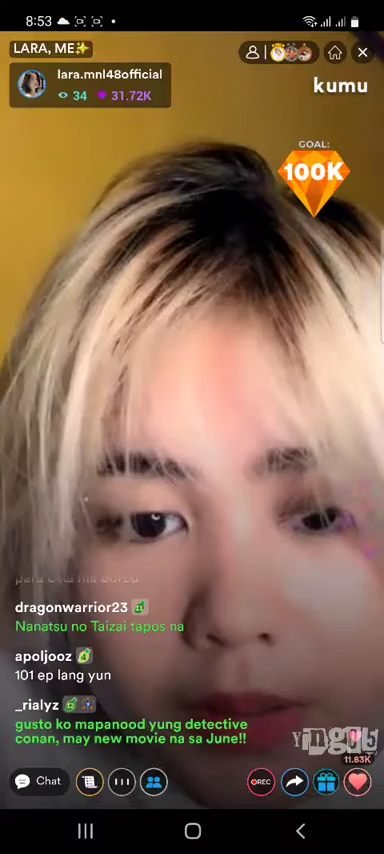 8:53
LARA, ME✨
lara.mnl48official
34 31.72K
kumu
GOAL:
100K
para
dragonwarrior23
Nanatsu no Taizai tapos na
apoljooz
101 ep lang yun
_rialyz
gusto ko mapanood yung detective
conan, may new movie na sa June!!
11.83K
Chat
REC